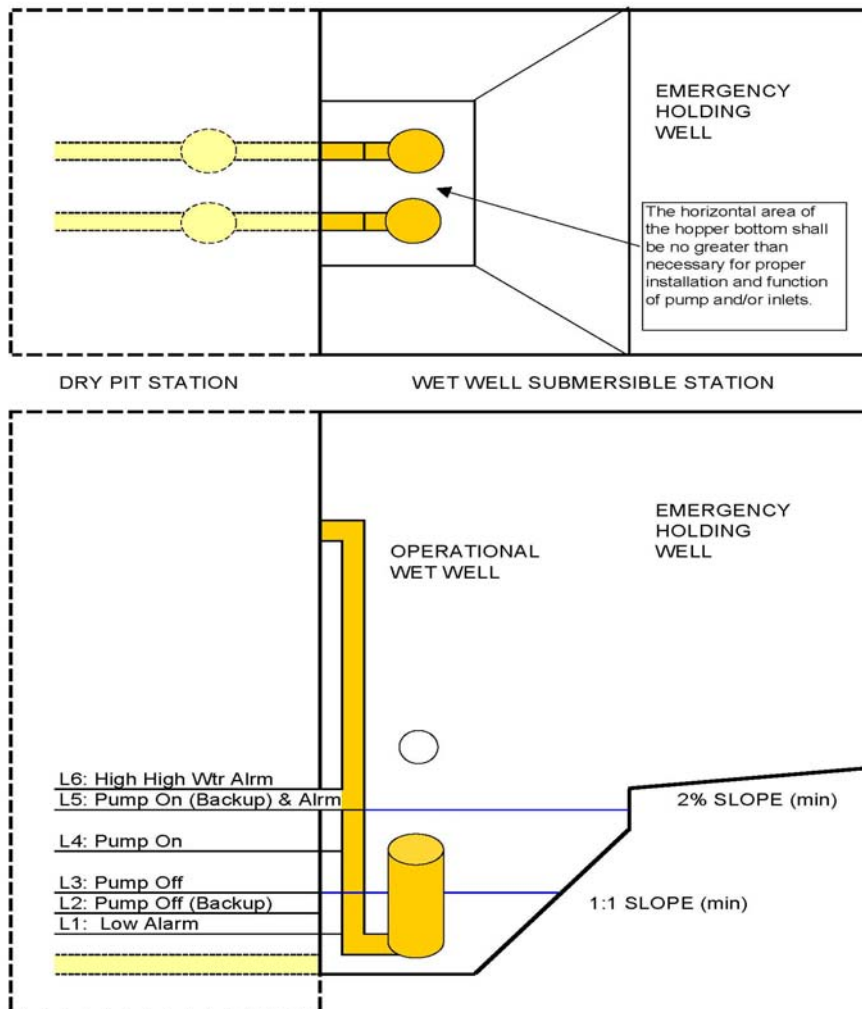 EMERGENCY
HOLDING
WELL
The horizontal area of
the hopper bottom shall
be no greater than
necessary for proper
installation and function
of pump and/or inlets.
DRY PIT STATION
WET WELL SUBMERSIBLE STATION
EMERGENCY
HOLDING
WELL
OPERATIONAL
WET WELL
L6: High High Wtr Alrm
L5: Pump On (Backup) & Alrm
L4: Pump On
L3: Pump Off
L2: Pump Off (Backup)
L1: Low Alarm
2% SLOPE (min)
1:1 SLOPE (min)